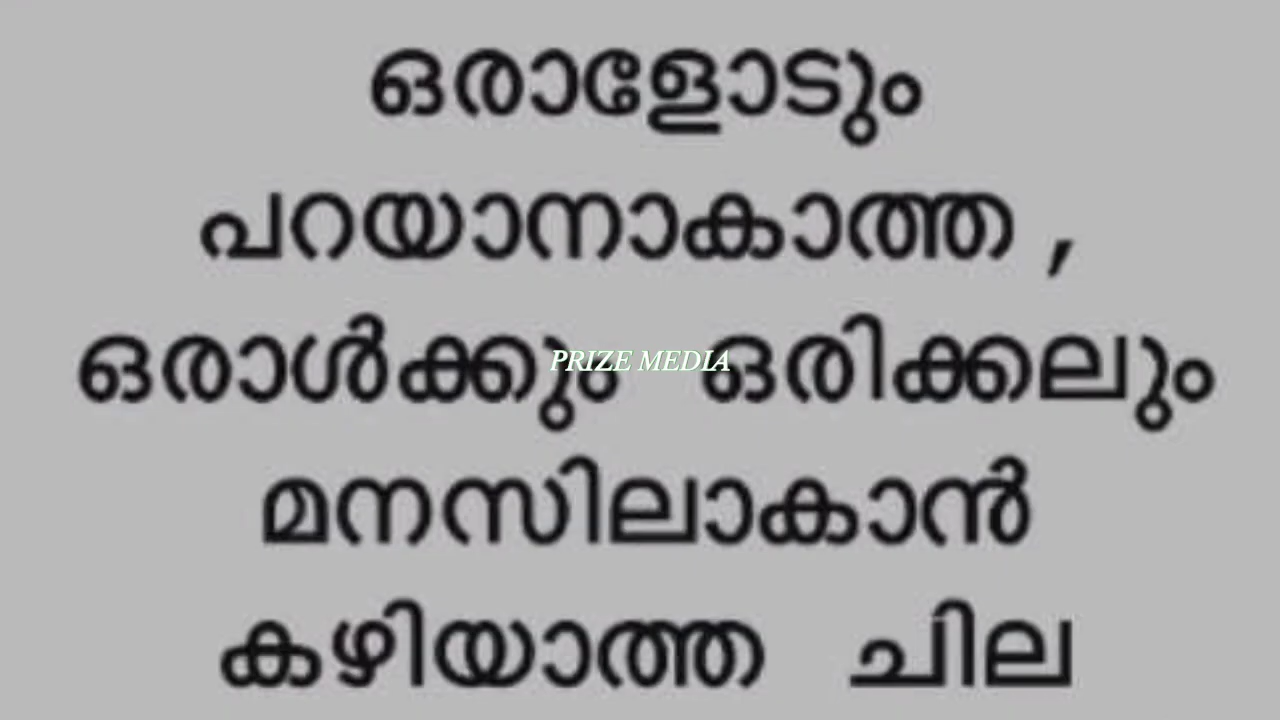 ഒരാളോടും
പറയാനാകാത്ത ,
ഒരാൾക്കും ഒരിക്കലും
PRIZE MEDIA
മനസിലാകാൻ
കഴിയാത്ത ചില